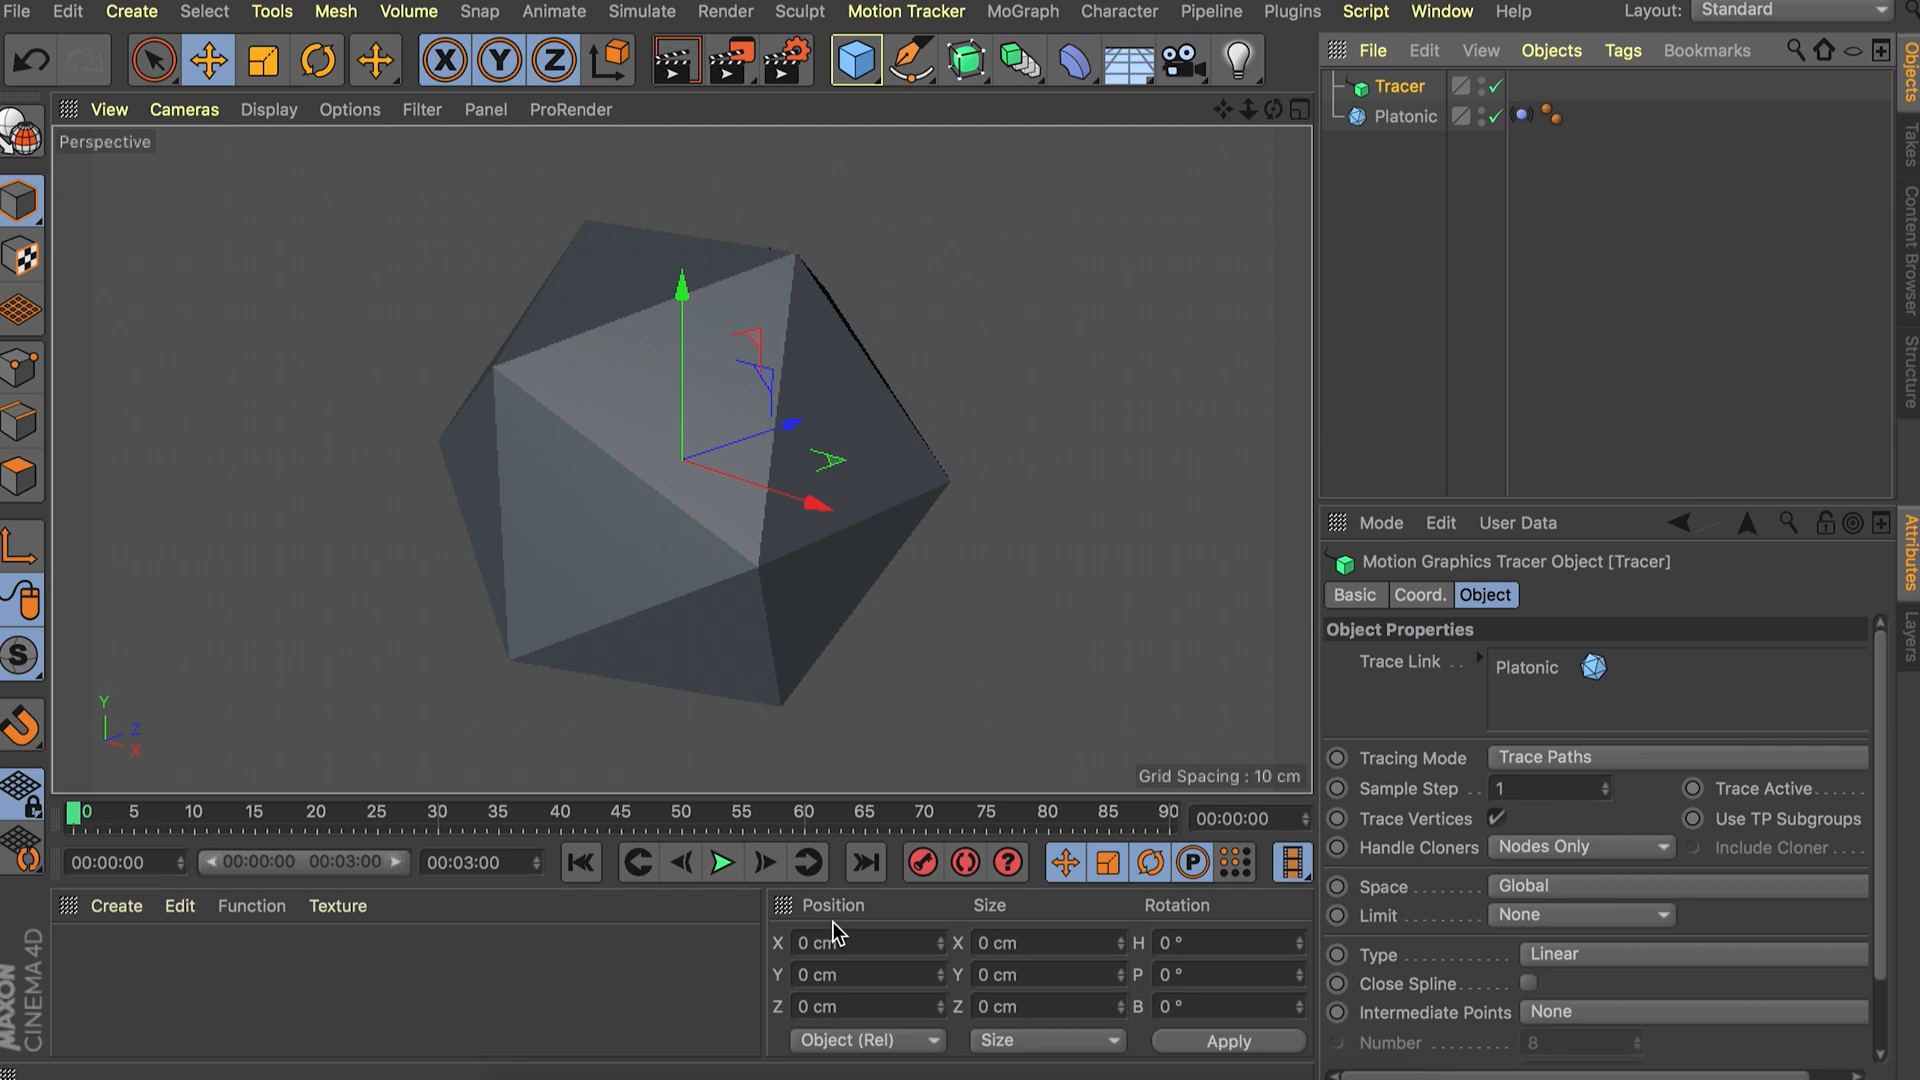 File Edit Create Select Tools Mesh Volume Snap Animate Simulate Render Sculpt Motion Tracker MoGraph Character Pipeline Plugins Script Window Help Layout: Standard
X Y Z
File Edit View Objects Tags Bookmarks
Tracer
Platonic
View Cameras Display Options Filter Panel ProRender
Perspective
Y
Z
X
Grid Spacing : 10 cm
Objects
Takes
Content Browser
Structure
Mode Edit User Data
Motion Graphics Tracer Object [Tracer]
Basic Coord. Object
Object Properties
Trace Link Platonic
Tracing Mode Trace Paths
Sample Step 1 Trace Active
Trace Vertices Use TP Subgroups
Handle Cloners Nodes Only Include Cloner
Space Global
Limit None
Type Linear
Close Spline
Intermediate Points None
Number 8
Attributes
Layers
S
0 5 10 15 20 25 30 35 40 45 50 55 60 65 70 75 80 85 90 00:00:00
00:00:00 00:00:00 00:03:00 00:03:00 ? P
Create Edit Function Texture
Position Size Rotation
X 0 cm X 0 cm H 0 °
Y 0 cm Y 0 cm P 0 °
Z 0 cm Z 0 cm B 0 °
Object (Rel) Size Apply
MAXON
CINEMA 4D